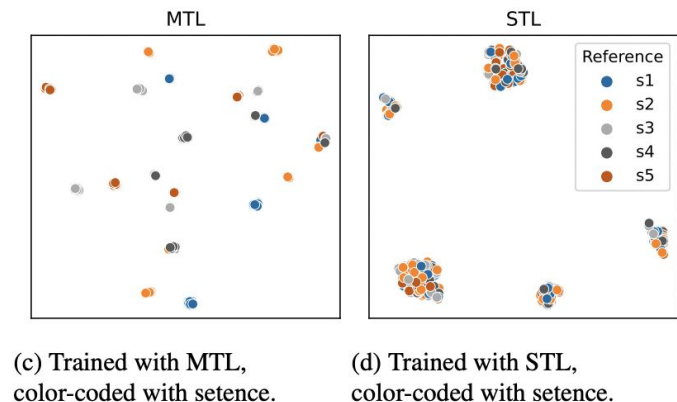 MTL
STL
Reference
s1
s2
s3
s4
s5
(c) Trained with MTL,
color-coded with setence.
(d) Trained with STL,
color-coded with setence.